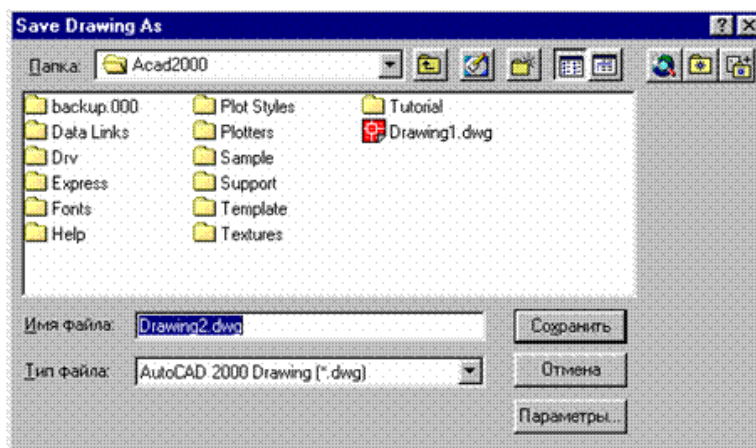 Save Drawing As
Папка: Acad2000
backup.000 Plot Styles Tutorial
Data Links Plotters Drawing1.dwg
Drv Sample
Express Support
Fonts Template
Help Textures
Имя файла: Drawing2.dwg Сохранить
Тип файла: AutoCAD 2000 Drawing (*.dwg) Отмена
Параметры...